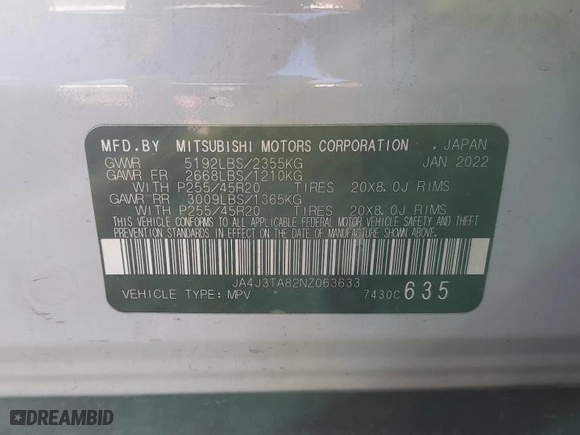 MFD.BY MITSUBISHI MOTORS CORPORATION , JAPAN
GVWR 5192LBS/2355KG JAN 2022
GAWR FR 2668LBS/1210KG
WITH P255/45R20 TIRES 20X8.0J RIMS
GAWR RR 3009LBS/1365KG
WITH P255/45R20 TIRES 20X8.0J RIMS
THIS VEHICLE CONFORMS TO ALL APPLICABLE FEDERAL MOTOR VEHICLE SAFETY AND THEFT
PREVENTION STANDARDS IN EFFECT ON THE DATE OF MANUFACTURE SHOWN ABOVE.
JA4J3TA82NZ063633
VEHICLE TYPE: MPV 7430C 635
DREAMBID